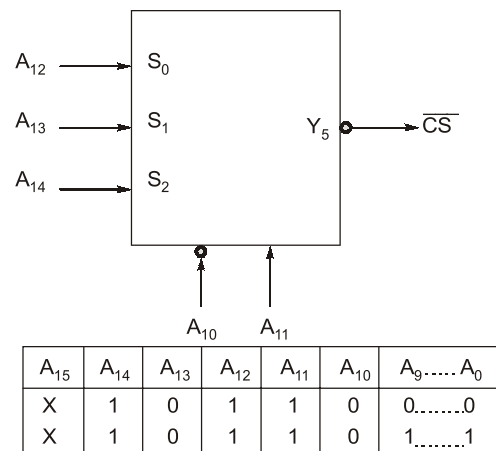 A₁₂ S₀
A₁₃ S₁ Y₅ C̅S̅
A₁₄ S₂
A₁₀ A₁₁
A₁₅ A₁₄ A₁₃ A₁₂ A₁₁ A₁₀ A₉...... A₀
X 1 0 1 1 0 0........0
X 1 0 1 1 0 1........1